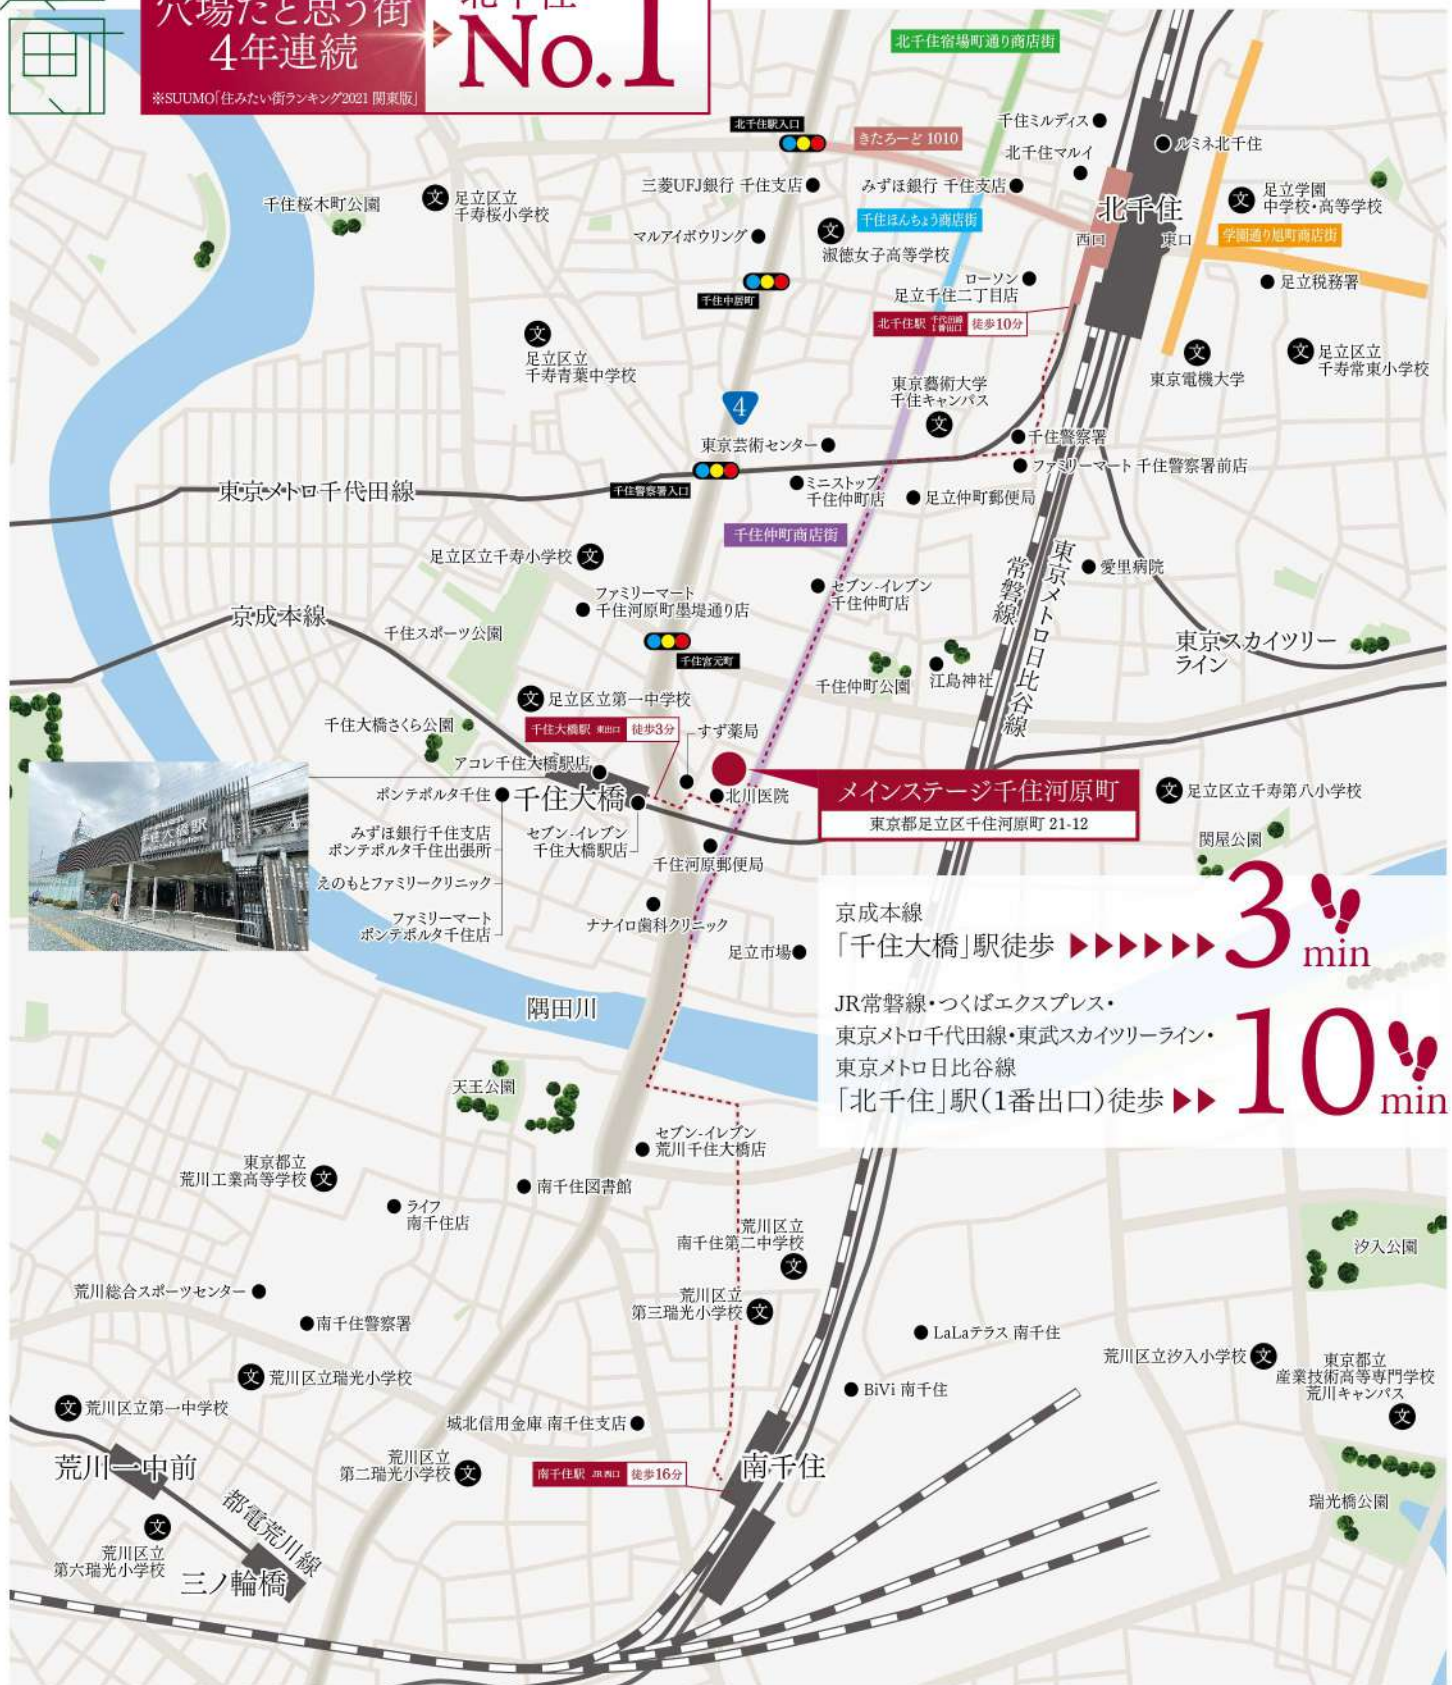 穴場だと思う街
4年連続
※SUUMO「住みたい街ランキング2021 関東版」
北千住
No.1
北千住宿場町通り商店街
北千住駅入口
きたろーど 1010
千住ミルディス
北千住マルイ
ルミネ北千住
三菱UFJ銀行 千住支店
みずほ銀行 千住支店
北千住
西口
東口
足立学園
中学校・高等学校
学園通り旭町商店街
千住桜木町公園
文
足立区立
千寿桜小学校
千住ほんちょう商店街
マルアイボウリング
淑徳女子高等学校
ローソン
足立千住二丁目店
足立税務署
千住中居町
北千住駅 千代田線 1番出口 徒歩10分
足立区立
千寿青葉中学校
東京電機大学
足立区立
千寿常東小学校
東京藝術大学
千住キャンパス
4
東京芸術センター
千住警察署
ファミリーマート 千住警察署前店
東京メトロ千代田線
千住警察署入口
ミニストップ
千住仲町店
足立仲町郵便局
千住仲町商店街
足立区立千寿小学校
常磐線
東京メトロ日比谷線
愛里病院
セブン-イレブン
千住仲町店
ファミリーマート
千住河原町墨堤通り店
京成本線
千住スポーツ公園
千住宮元町
東京スカイツリー
ライン
千住仲町公園
江島神社
足立区立第一中学校
千住大橋駅 東出口 徒歩3分
すず薬局
千住大橋さくら公園
アコレ千住大橋駅店
ポンテポルタ千住
千住大橋
北川医院
メインステージ千住河原町
東京都足立区千住河原町 21-12
足立区立千寿第八小学校
千住大橋駅
みずほ銀行千住支店
ポンテポルタ千住出張所
セブン-イレブン
千住大橋駅店
えのもとファミリークリニック
千住河原郵便局
関屋公園
ファミリーマート
ポンテポルタ千住店
ナナイロ歯科クリニック
足立市場
京成本線
「千住大橋」駅徒歩 ▶▶▶▶▶▶ 3 min
JR常磐線・つくばエクスプレス・
東京メトロ千代田線・東武スカイツリーライン・
東京メトロ日比谷線
「北千住」駅(1番出口)徒歩 ▶▶ 10 min
隅田川
天王公園
セブン-イレブン
荒川千住大橋店
東京都立
荒川工業高等学校
南千住図書館
ライフ
南千住店
荒川区立
南千住第二中学校
汐入公園
荒川総合スポーツセンター
南千住警察署
荒川区立
第三瑞光小学校
LaLaテラス 南千住
荒川区立瑞光小学校
BiVi 南千住
荒川区立汐入小学校
東京都立
産業技術高等専門学校
荒川キャンパス
荒川区立第一中学校
城北信用金庫 南千住支店
荒川一中前
荒川区立
第二瑞光小学校
南千住駅 JR西口 徒歩16分
南千住
瑞光橋公園
都電荒川線
荒川区立
第六瑞光小学校
三ノ輪橋